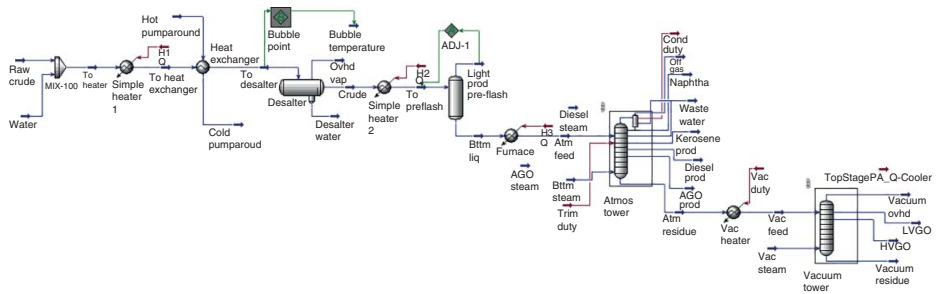 Hot
pumparound
Raw
crude
Water
MIX-100
To
heater
H1
Q
Simple
heater
1
To heat
exchanger
Heat
exchanger
Cold
pumparoud
To
desalter
Bubble
point
Bubble
temperature
Ovhd
vap
Desalter
Crude
Desalter
water
Simple
heater
2
H2
Q
To
preflash
ADJ-1
Light
prod
pre-flash
Bttm
liq
Furnace
H3
Q
Atm
feed
Diesel
steam
AGO
steam
Bttm
steam
Trim
duty
Atmos
tower
Cond
duty
Off
gas
Naphtha
Waste
water
Kerosene
prod
Diesel
prod
AGO
prod
Atm
residue
Vac
duty
Vac
heater
Vac
feed
Vac
steam
TopStagePA_Q-Cooler
Vacuum
ovhd
LVGO
HVGO
Vacuum
residue
Vacuum
tower